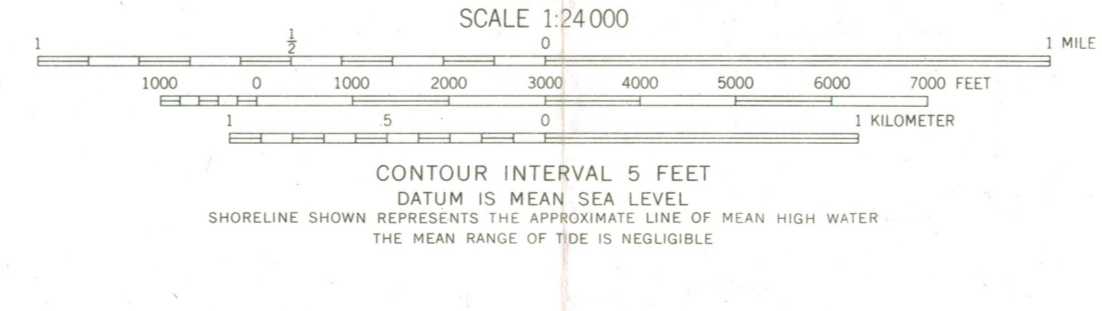 SCALE 1:24 000
1 1/2 0 1 MILE
1000 0 1000 2000 3000 4000 5000 6000 7000 FEET
1 .5 0 1 KILOMETER
CONTOUR INTERVAL 5 FEET
DATUM IS MEAN SEA LEVEL
SHORELINE SHOWN REPRESENTS THE APPROXIMATE LINE OF MEAN HIGH WATER
THE MEAN RANGE OF TIDE IS NEGLIGIBLE